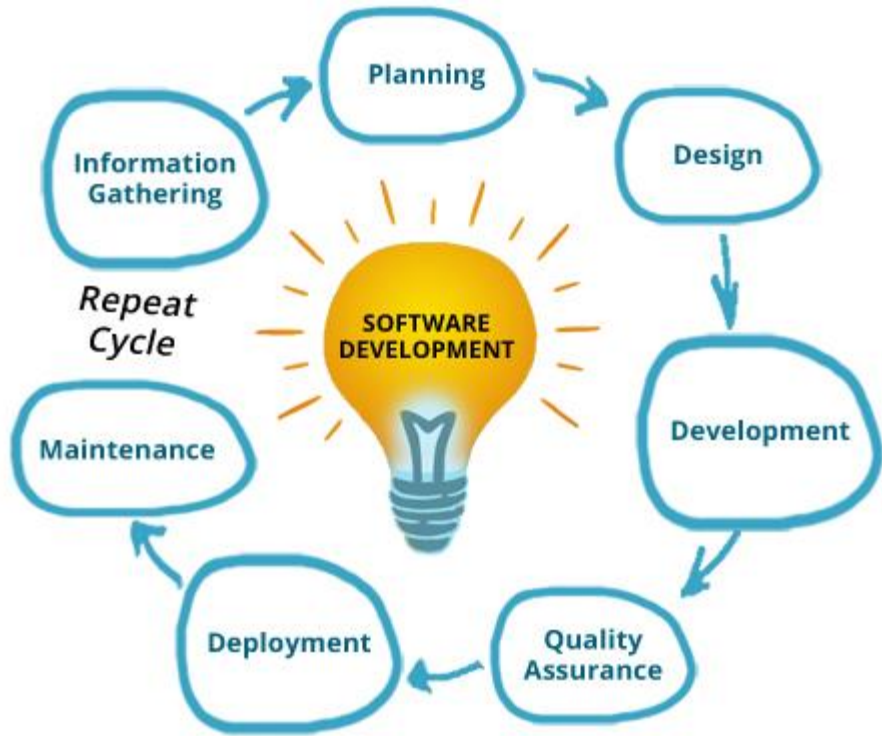 Planning
Information
Gathering
Design
Repeat
Cycle
SOFTWARE
DEVELOPMENT
Development
Maintenance
Quality
Assurance
Deployment